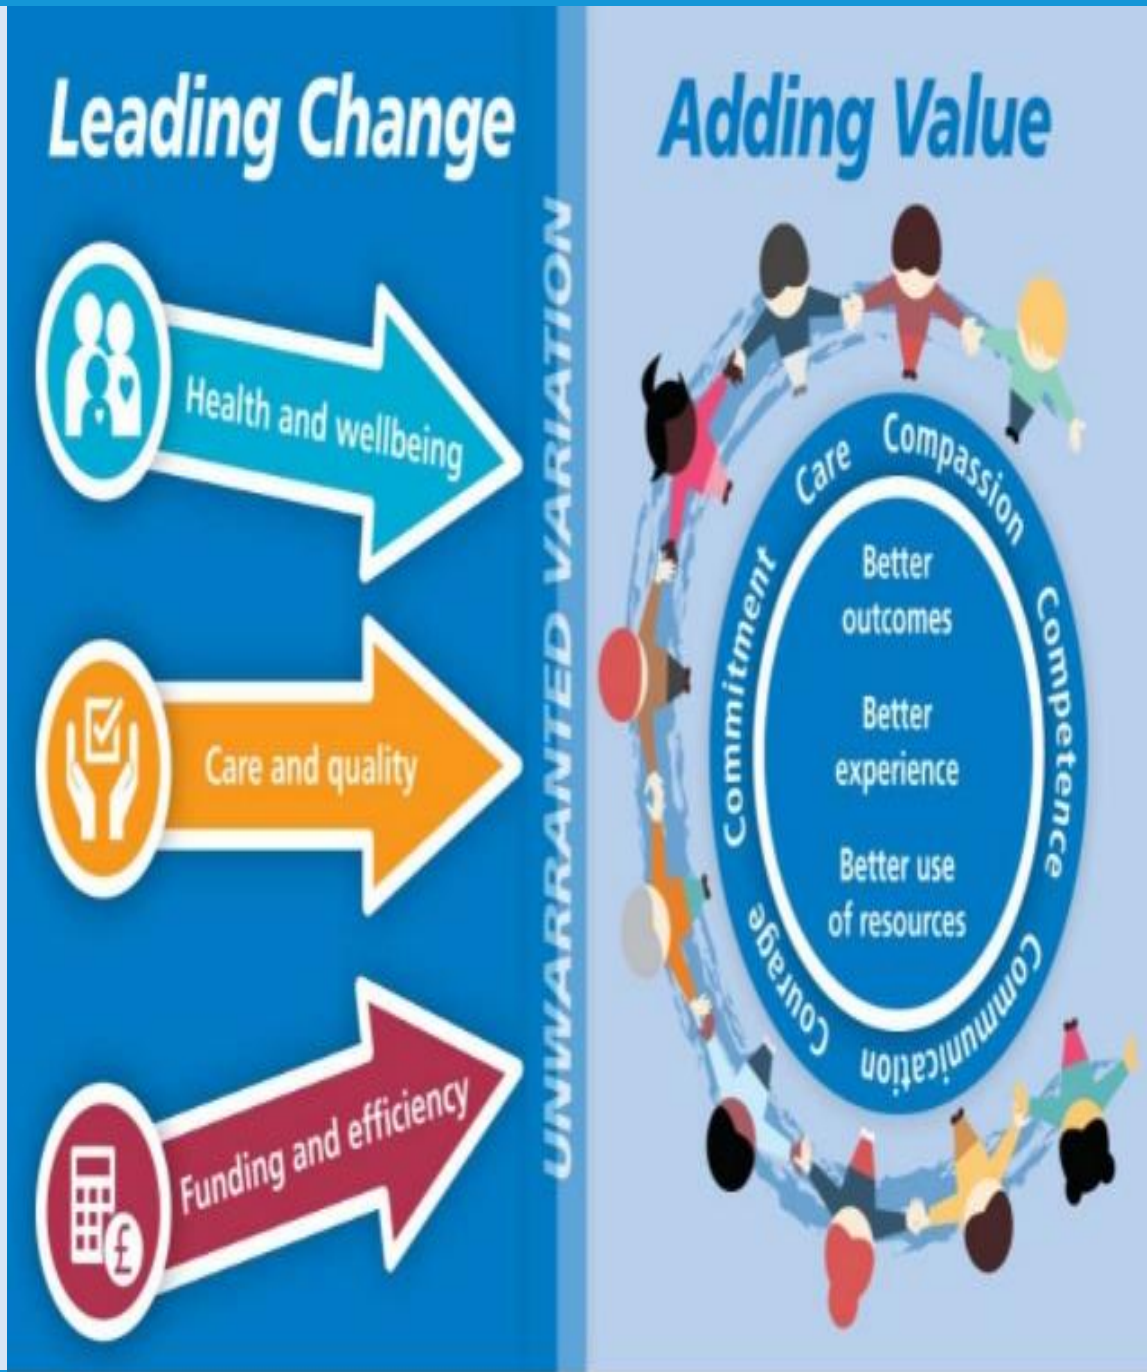 Leading Change
Health and wellbeing
Care and quality
Funding and efficiency
£
UNWARRANTED VARIATION
Adding Value
Care
Compassion
Competence
Communication
Courage
Commitment
Better
outcomes
Better
experience
Better use
of resources